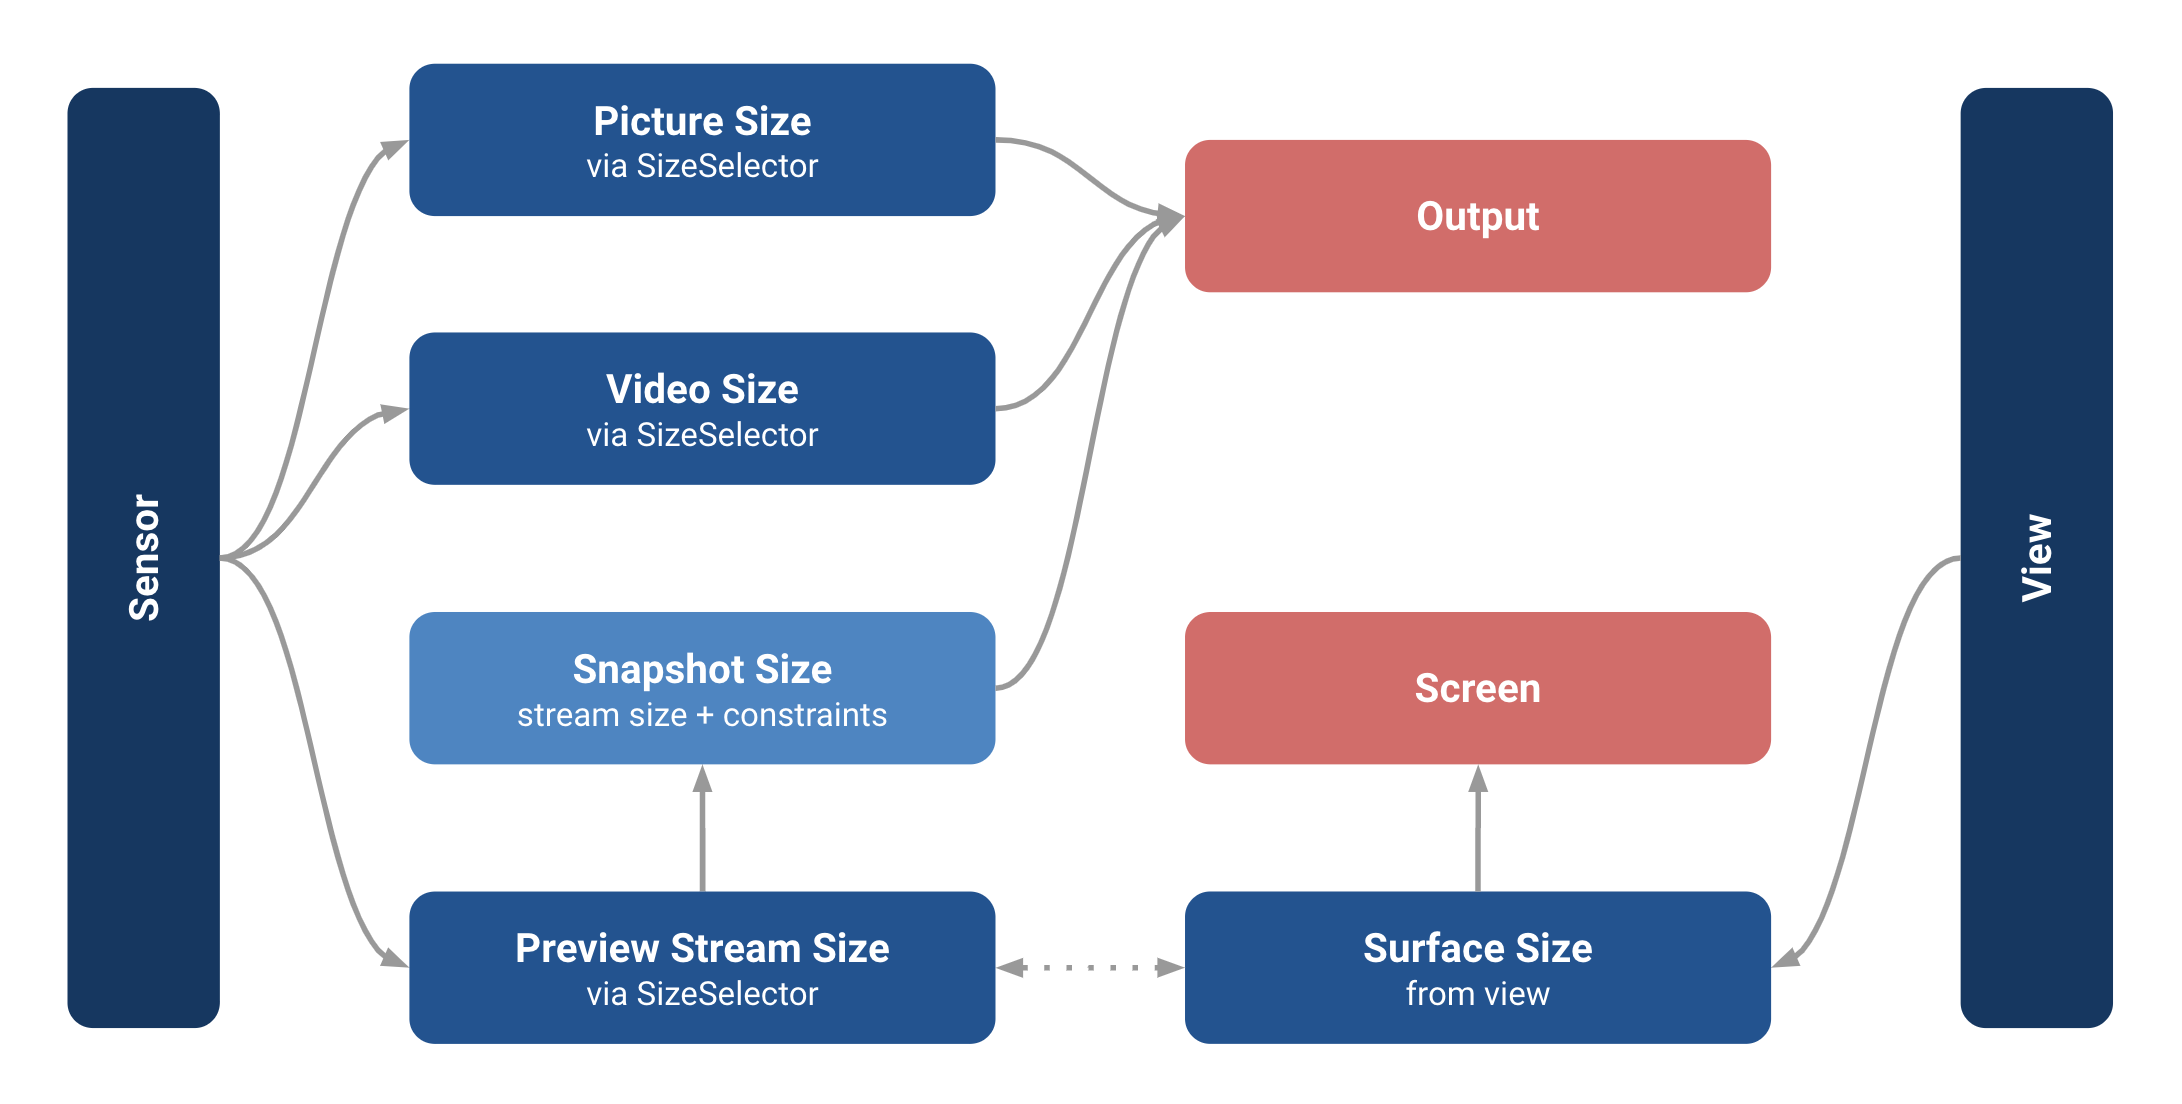 Sensor
Picture Size
via SizeSelector
Video Size
via SizeSelector
Snapshot Size
stream size + constraints
Preview Stream Size
via SizeSelector
Output
Screen
Surface Size
from view
View